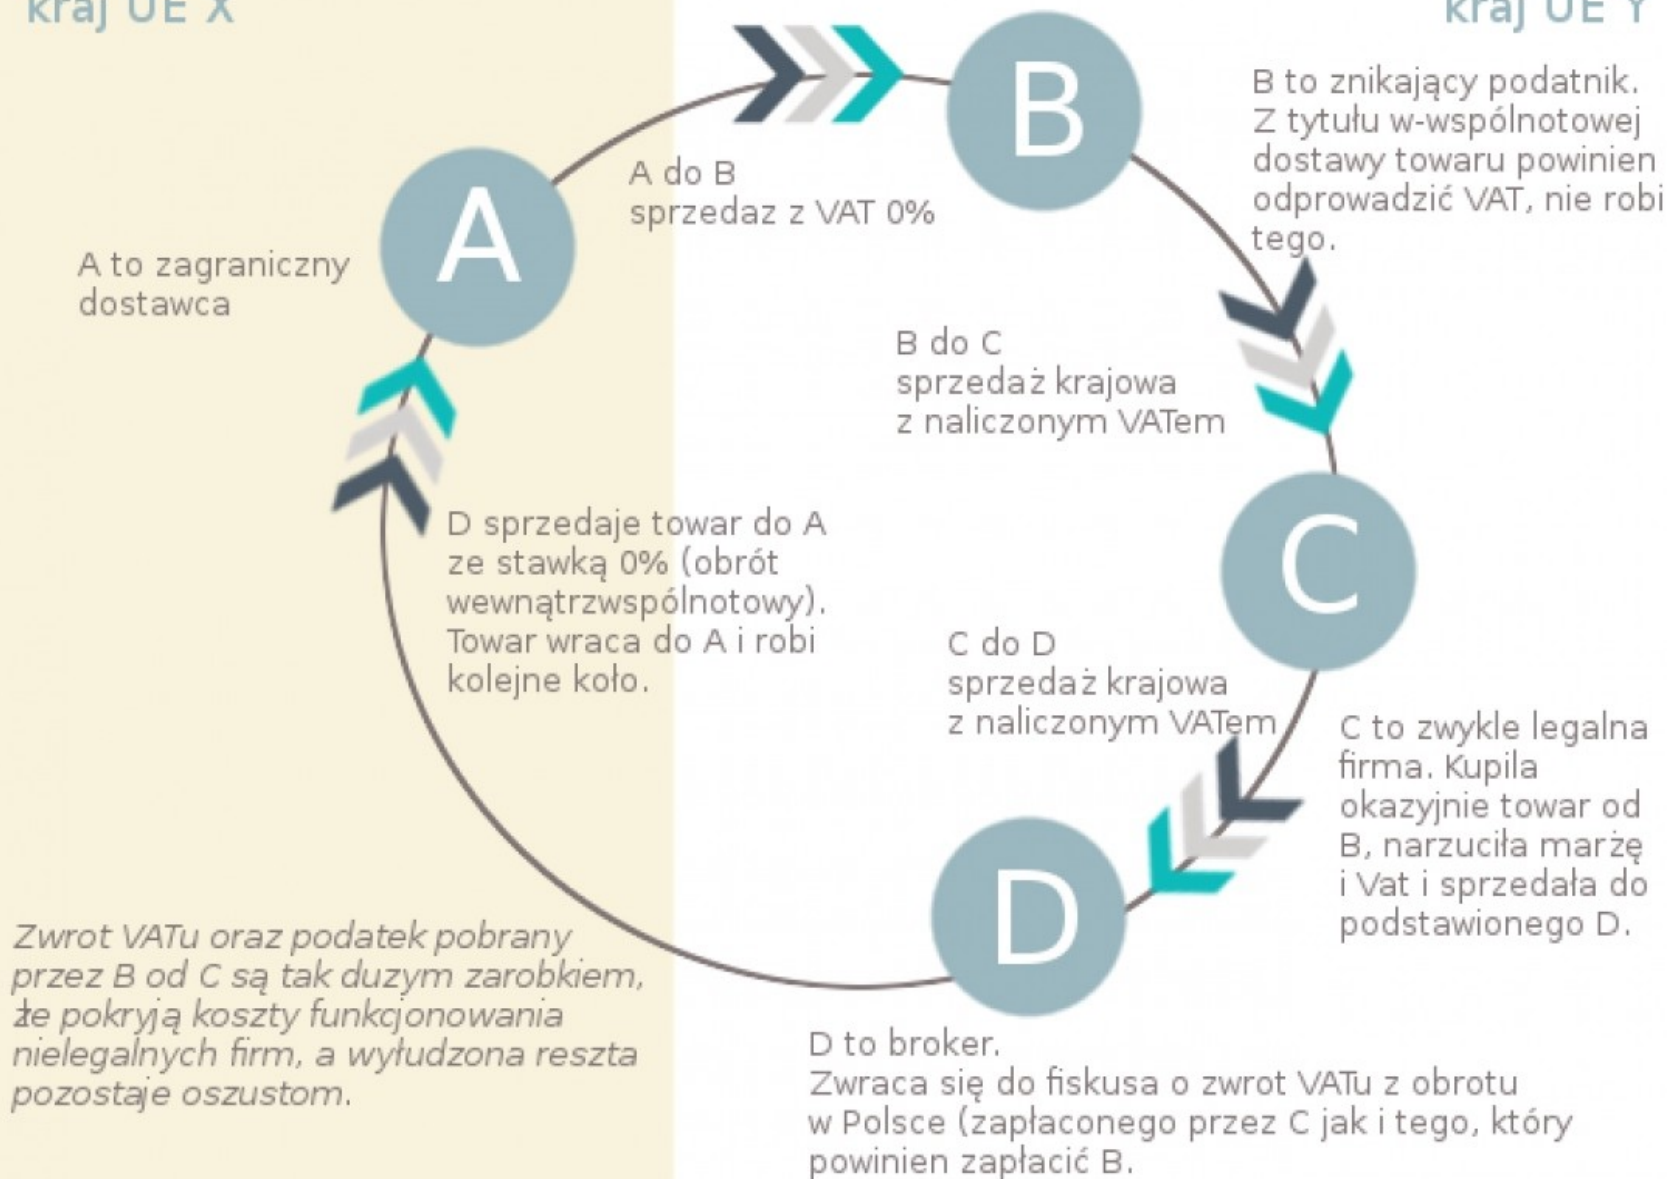 kraj UE X
kraj UE Y
A
B
B to znikający podatnik.
Z tytułu w-wspólnotowej
dostawy towaru powinien
odprowadzić VAT, nie robi
tego.
A do B
sprzedaz z VAT 0%
A to zagraniczny
dostawca
B do C
sprzedaż krajowa
z naliczonym VATem
C
D sprzedaje towar do A
ze stawką 0% (obrót
wewnątrzwspólnotowy).
Towar wraca do A i robi
kolejne koło.
C do D
sprzedaż krajowa
z naliczonym VATem
C to zwykle legalna
firma. Kupila
okazyjnie towar od
B, narzuciła marżę
i Vat i sprzedała do
podstawionego D.
D
Zwrot VATu oraz podatek pobrany
przez B od C są tak duzym zarobkiem,
że pokryją koszty funkcjonowania
nielegalnych firm, a wyłudzona reszta
pozostaje oszustom.
D to broker.
Zwraca się do fiskusa o zwrot VATu z obrotu
w Polsce (zapłaconego przez C jak i tego, który
powinien zapłacić B.